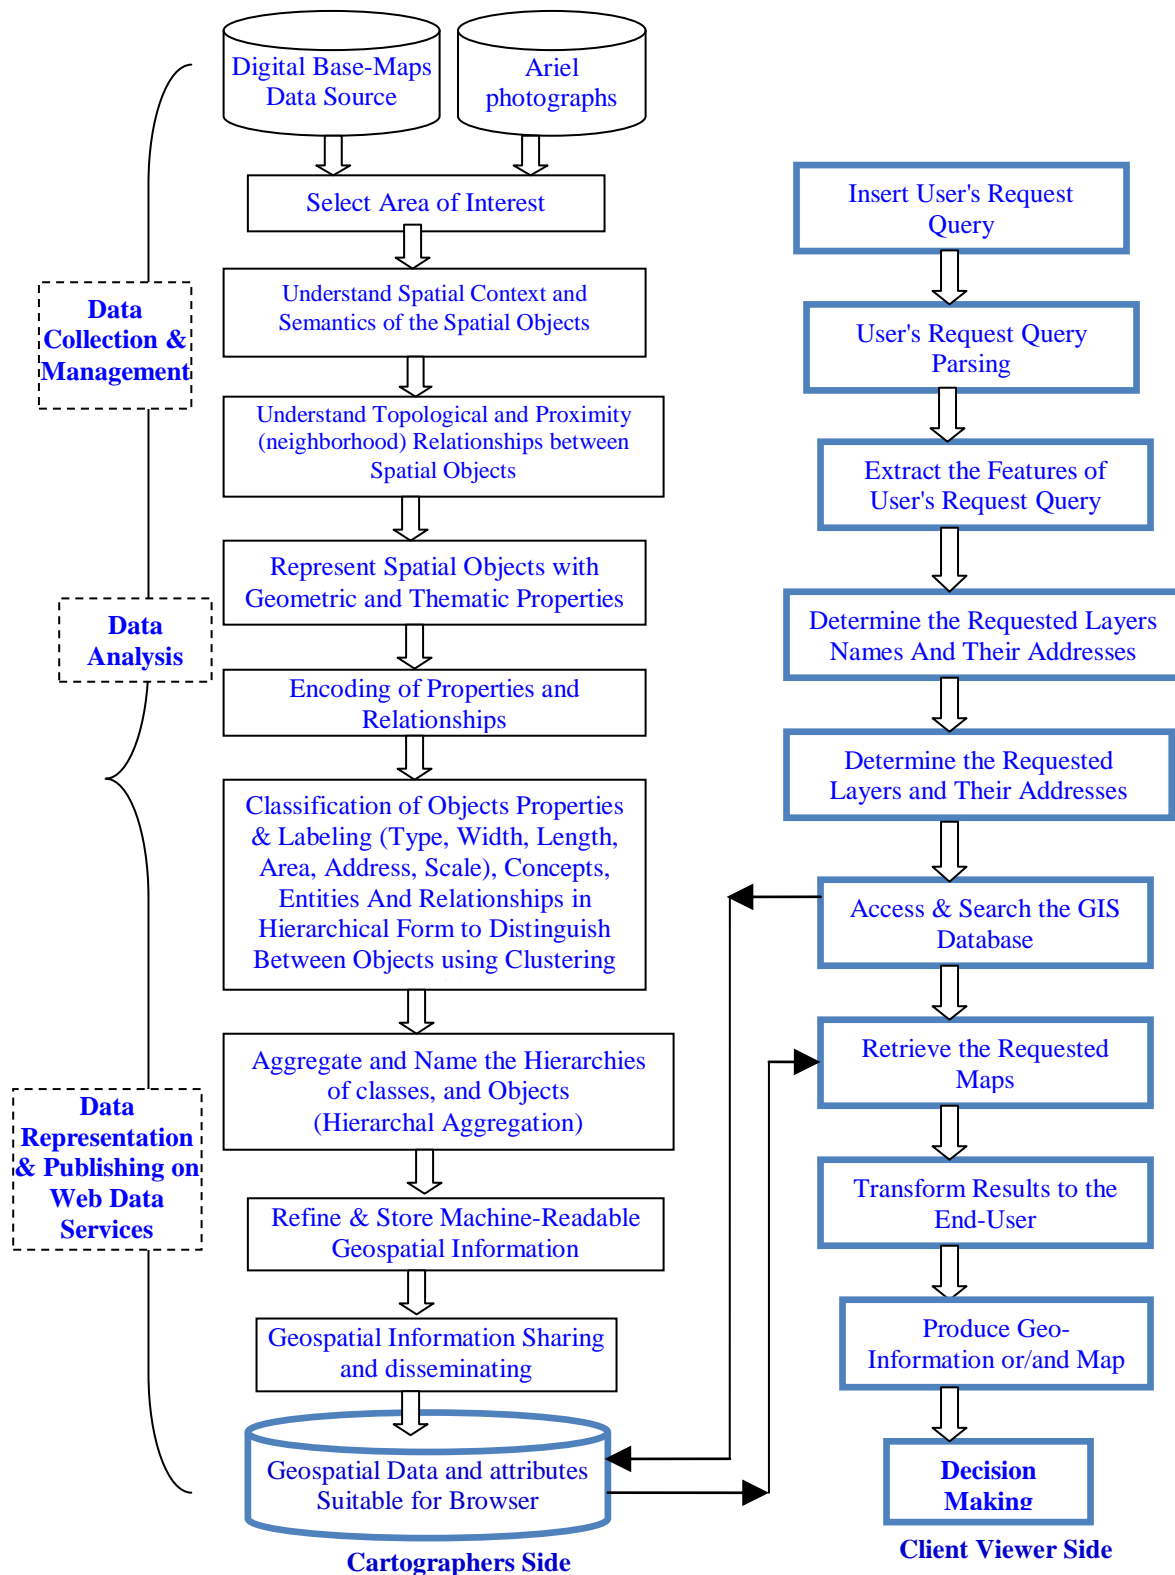 Digital Base-Maps
Data Source
Ariel
photographs
Select Area of Interest
Understand Spatial Context and
Semantics of the Spatial Objects
Understand Topological and Proximity
(neighborhood) Relationships between
Spatial Objects
Represent Spatial Objects with
Geometric and Thematic Properties
Encoding of Properties and
Relationships
Classification of Objects Properties
& Labeling (Type, Width, Length,
Area, Address, Scale), Concepts,
Entities And Relationships in
Hierarchical Form to Distinguish
Between Objects using Clustering
Aggregate and Name the Hierarchies
of classes, and Objects
(Hierarchal Aggregation)
Refine & Store Machine-Readable
Geospatial Information
Geospatial Information Sharing
and disseminating
Geospatial Data and attributes
Suitable for Browser
Cartographers Side
Data
Collection &
Management
Data
Analysis
Data
Representation
& Publishing on
Web Data
Services
Insert User's Request
Query
User's Request Query
Parsing
Extract the Features of
User's Request Query
Determine the Requested Layers
Names And Their Addresses
Determine the Requested
Layers and Their Addresses
Access & Search the GIS
Database
Retrieve the Requested
Maps
Transform Results to the
End-User
Produce Geo-
Information or/and Map
Decision
Making
Client Viewer Side